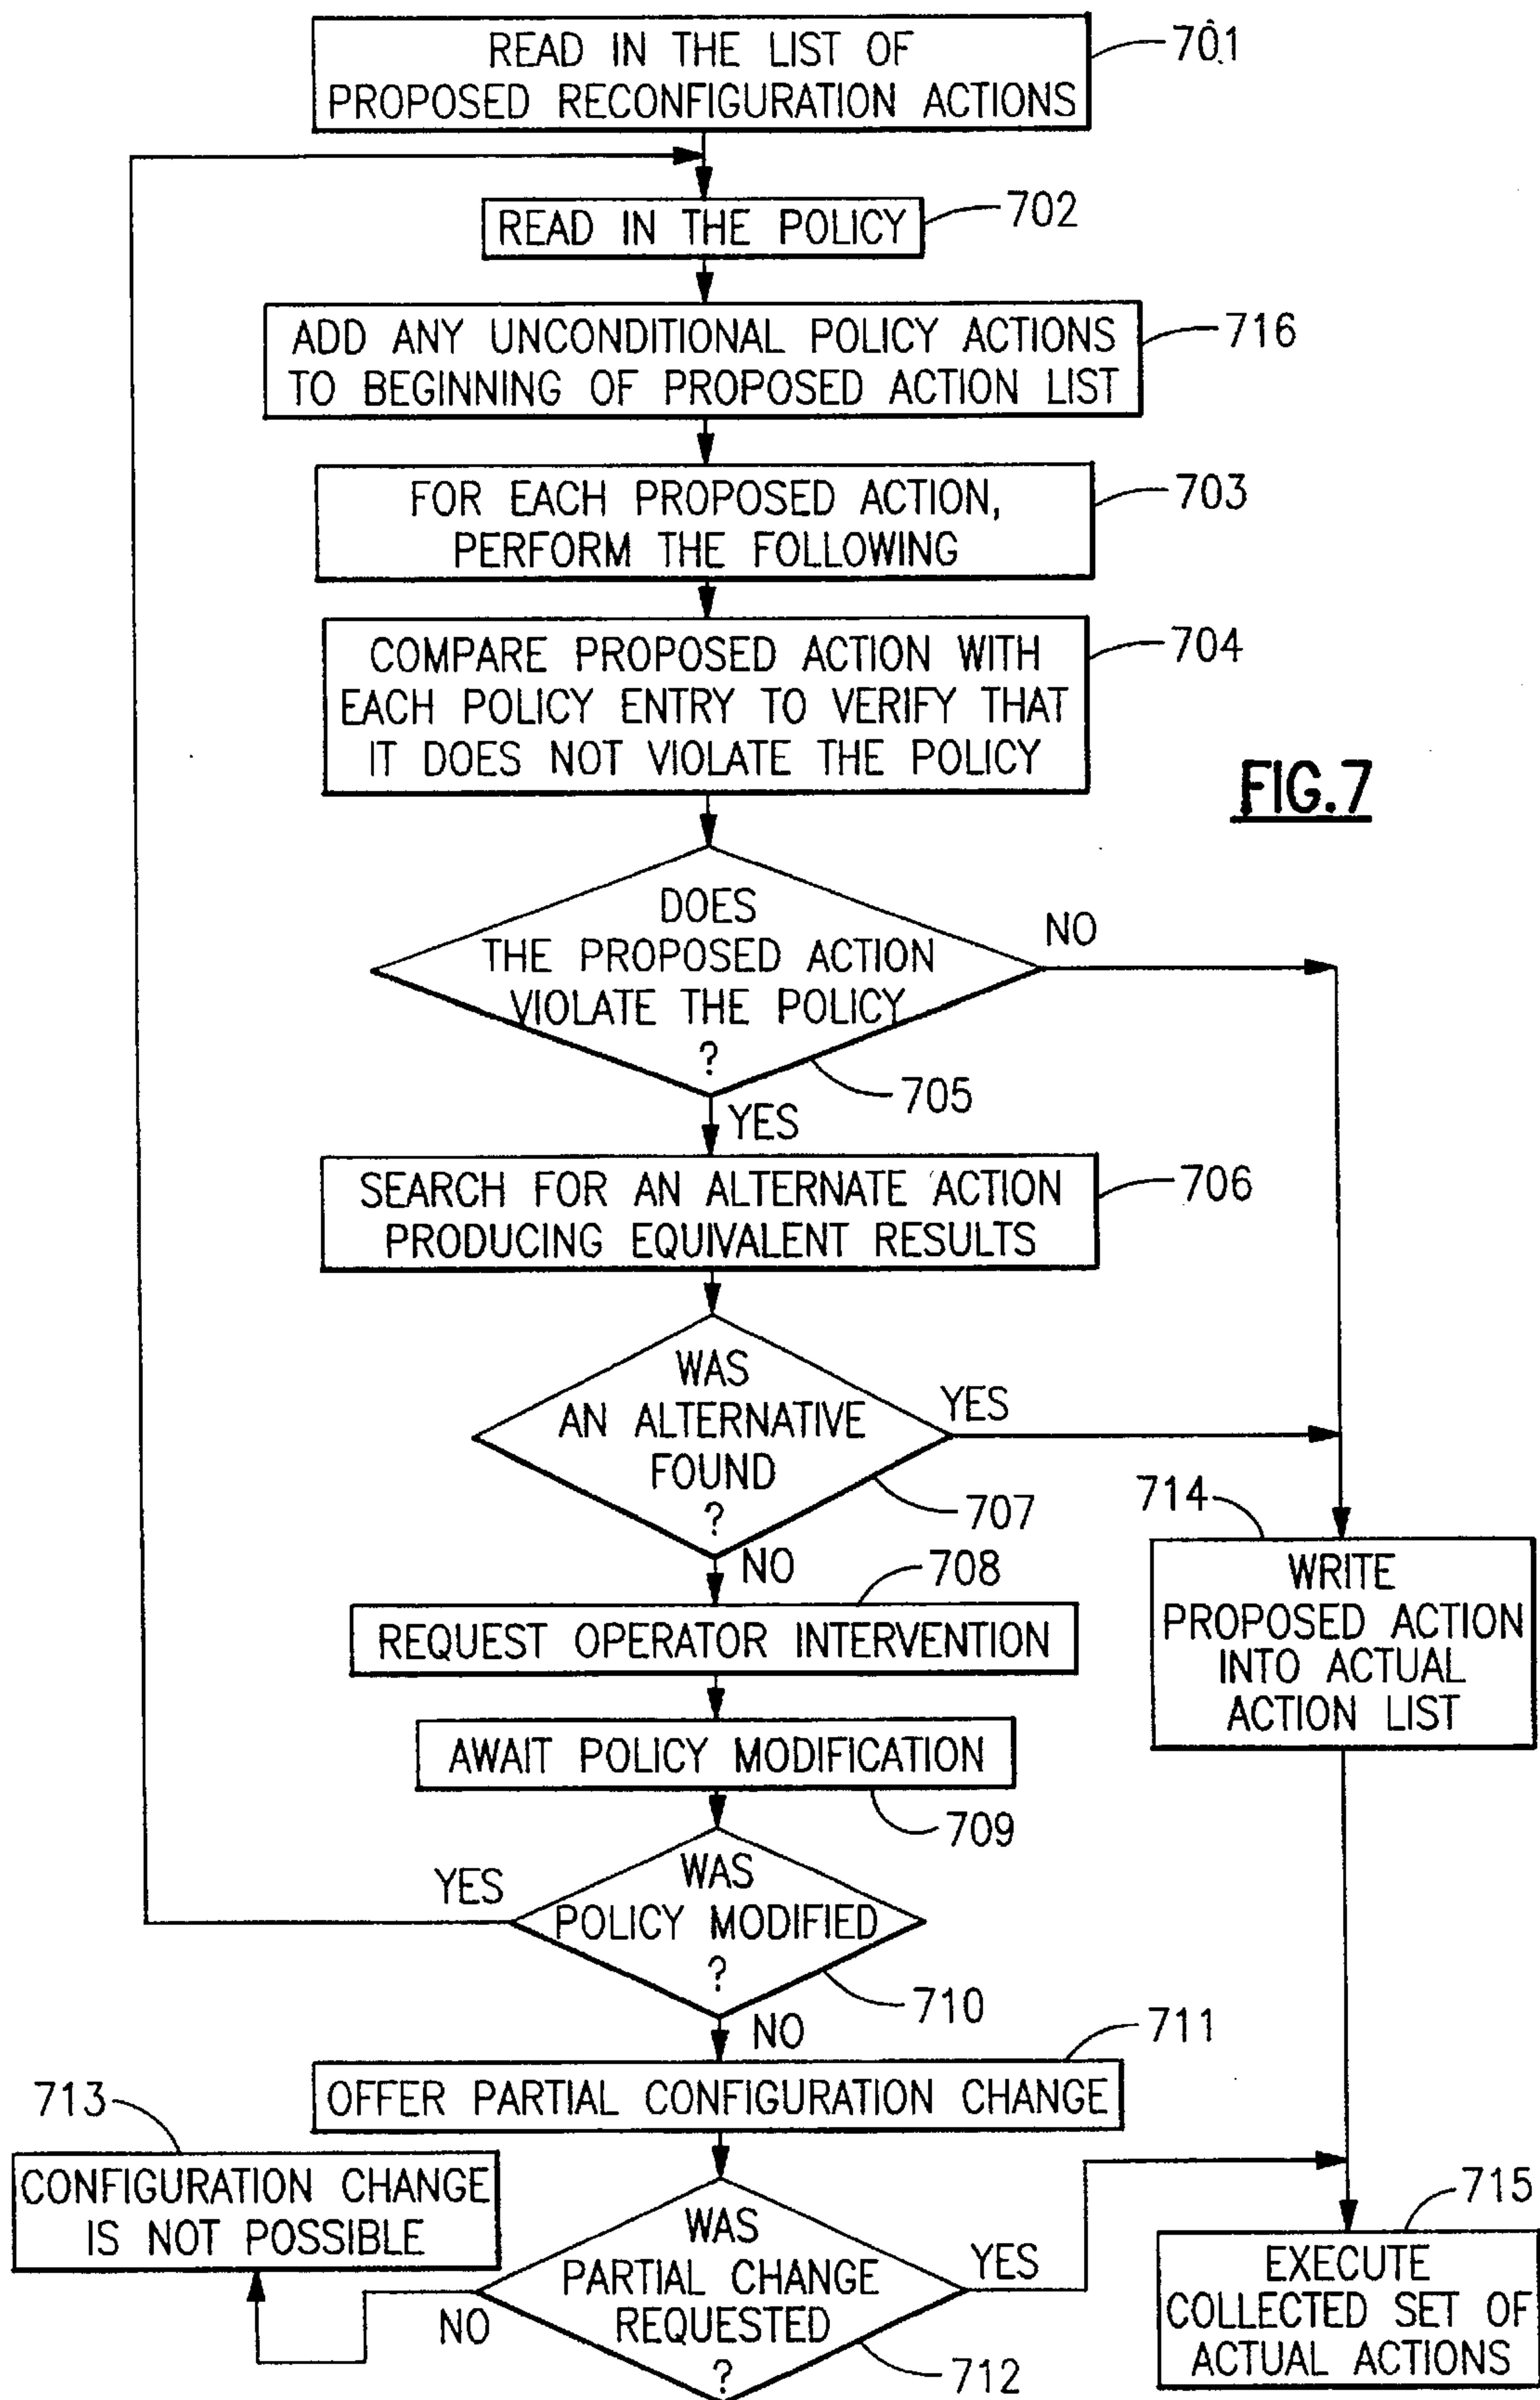 READ IN THE LIST OF
PROPOSED RECONFIGURATION ACTIONS
701
READ IN THE POLICY
702
ADD ANY UNCONDITIONAL POLICY ACTIONS
TO BEGINNING OF PROPOSED ACTION LIST
716
FOR EACH PROPOSED ACTION,
PERFORM THE FOLLOWING
703
COMPARE PROPOSED ACTION WITH
EACH POLICY ENTRY TO VERIFY THAT
IT DOES NOT VIOLATE THE POLICY
704
FIG.7
DOES
THE PROPOSED ACTION
VIOLATE THE POLICY
?
NO
705
YES
SEARCH FOR AN ALTERNATE ACTION
PRODUCING EQUIVALENT RESULTS
706
WAS
AN ALTERNATIVE
FOUND
?
YES
707
NO
714
WRITE
PROPOSED ACTION
INTO ACTUAL
ACTION LIST
708
REQUEST OPERATOR INTERVENTION
AWAIT POLICY MODIFICATION
709
YES
WAS
POLICY MODIFIED
?
710
NO
711
OFFER PARTIAL CONFIGURATION CHANGE
713
CONFIGURATION CHANGE
IS NOT POSSIBLE
WAS
PARTIAL CHANGE
REQUESTED
?
NO
YES
712
715
EXECUTE
COLLECTED SET OF
ACTUAL ACTIONS